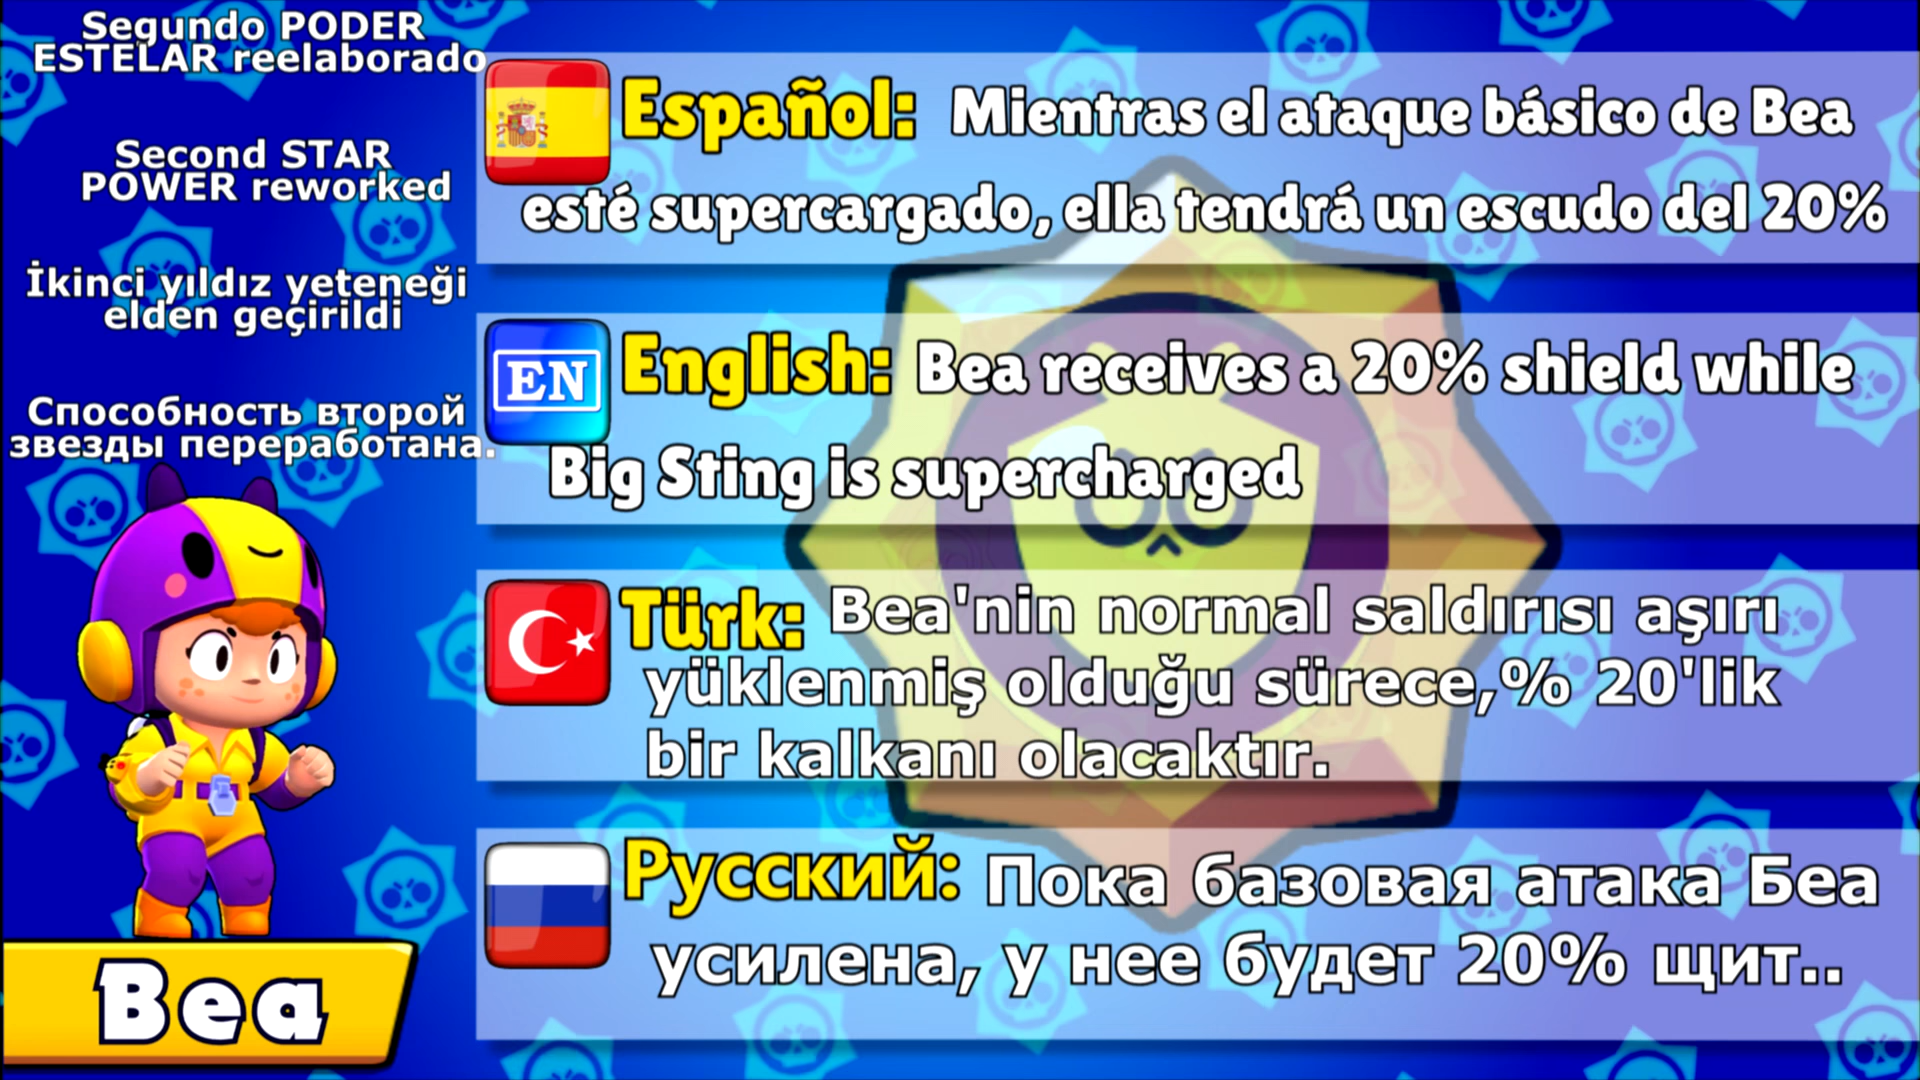 Segundo PODER
ESTELAR reelaborado
Second STAR
POWER reworked
İkinci yıldız yeteneği
elden geçirildi
Способность второй
звезды переработана.
Bea
Español: Mientras el ataque básico de Bea
esté supercargado, ella tendrá un escudo del 20%
EN
English: Bea receives a 20% shield while
Big Sting is supercharged
Türk: Bea'nin normal saldırısı aşırı
yüklenmiş olduğu sürece,% 20'lik
bir kalkanı olacaktır.
Русский: Пока базовая атака Беа
усилена, у нее будет 20% щит..